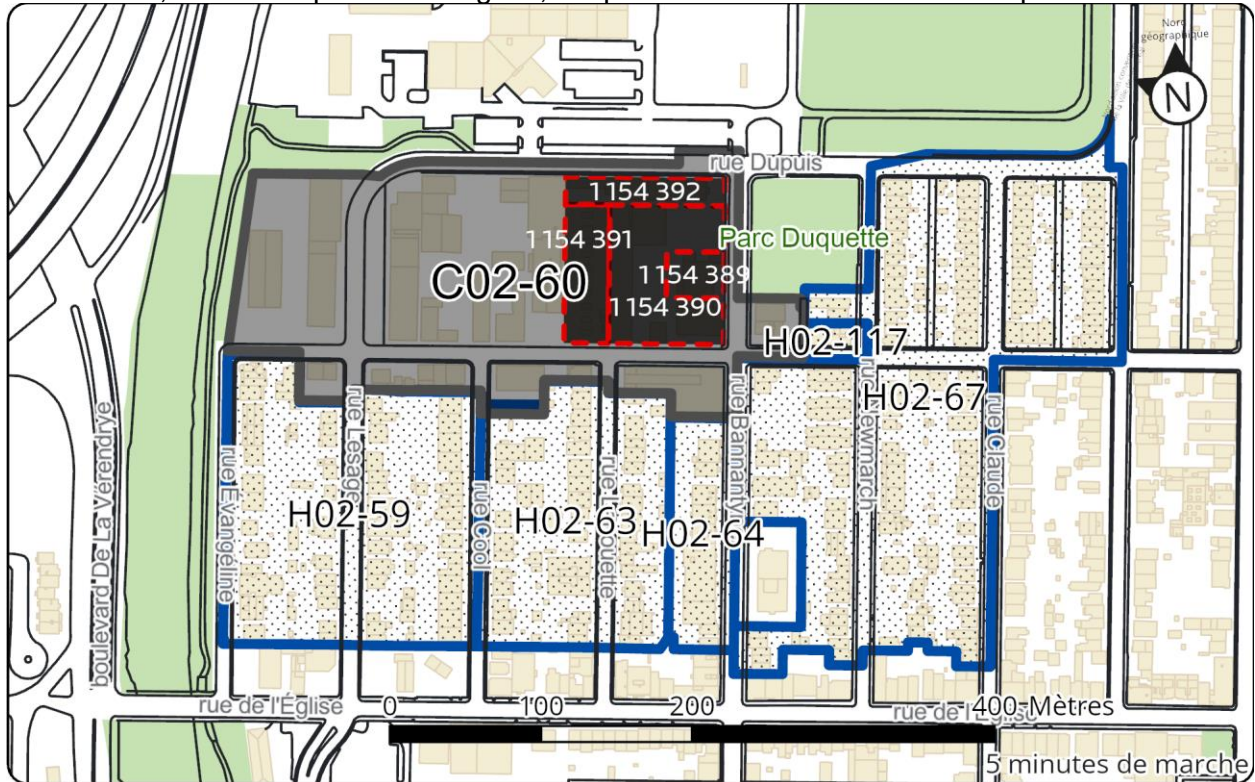 Nord
géographique
N
rue Dupuis
1 154 392
1 154 391
Parc Duquette
1 154 389
C02-60
1 154 390
H02-117
H02-67
boulevard De La Vérendrye
rue Évangéline
rue Lesage
rue Cool
rue Bannantyne
rue Newmarch
rue Claude
H02-59
H02-63
H02-64
rue de l'Église
0
100
200
400 Mètres
rue de l'Église
5 minutes de marche